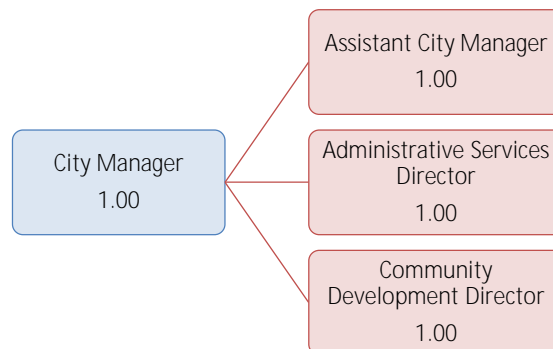 Assistant City Manager
1.00
City Manager
1.00
Administrative Services
Director
1.00
Community
Development Director
1.00